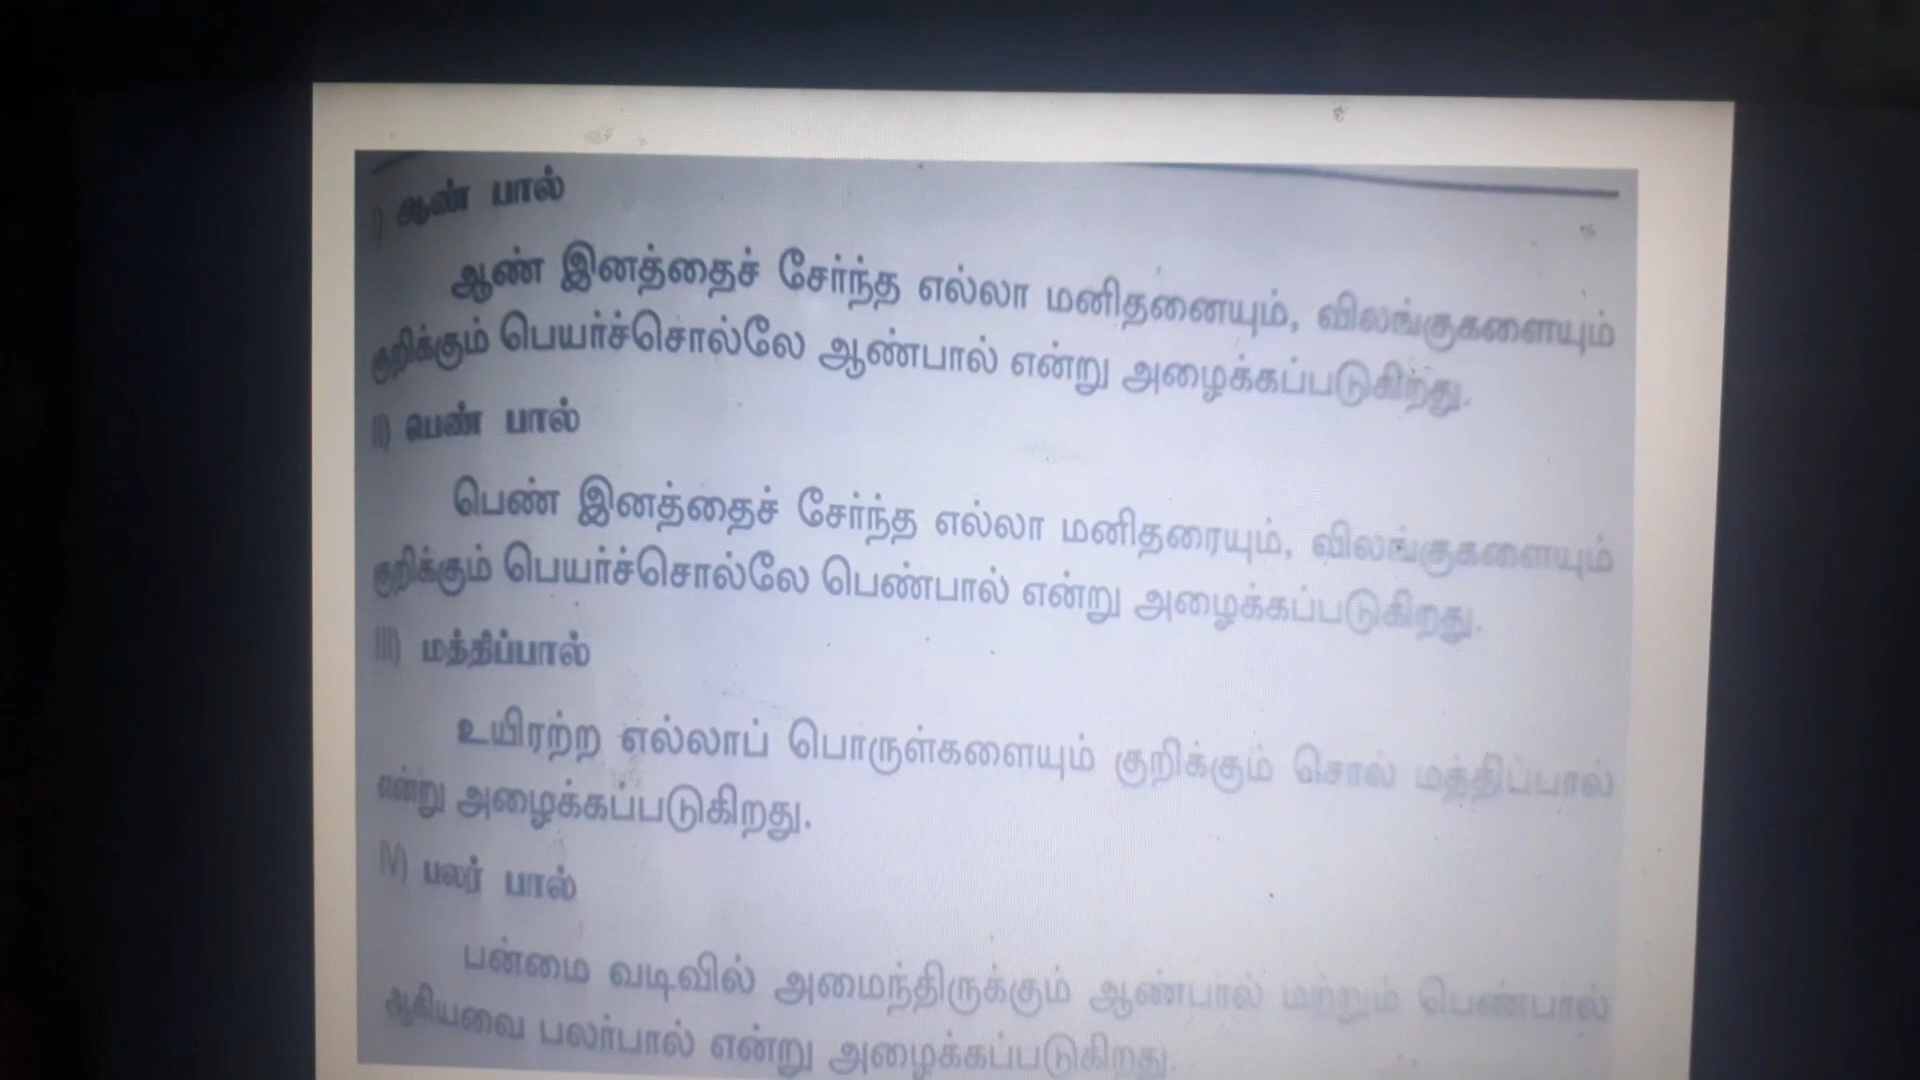 I) ஆண் பால்
ஆண் இனத்தைச் சேர்ந்த எல்லா மனிதனையும், விலங்குகளையும்
குறிக்கும் பெயர்ச்சொல்லே ஆண்பால் என்று அழைக்கப்படுகிறது.
II) பெண் பால்
பெண் இனத்தைச் சேர்ந்த எல்லா மனிதரையும், விலங்குகளையும்
குறிக்கும் பெயர்ச்சொல்லே பெண்பால் என்று அழைக்கப்படுகிறது.
III) மத்திப்பால்
உயிரற்ற எல்லாப் பொருள்களையும் குறிக்கும் சொல் மத்திப்பால்
என்று அழைக்கப்படுகிறது.
IV) பலர் பால்
பன்மை வடிவில் அமைந்திருக்கும் ஆண்பால் மற்றும் பெண்பால்
ஆகியவை பலர்பால் என்று அழைக்கப்படுகிறது.